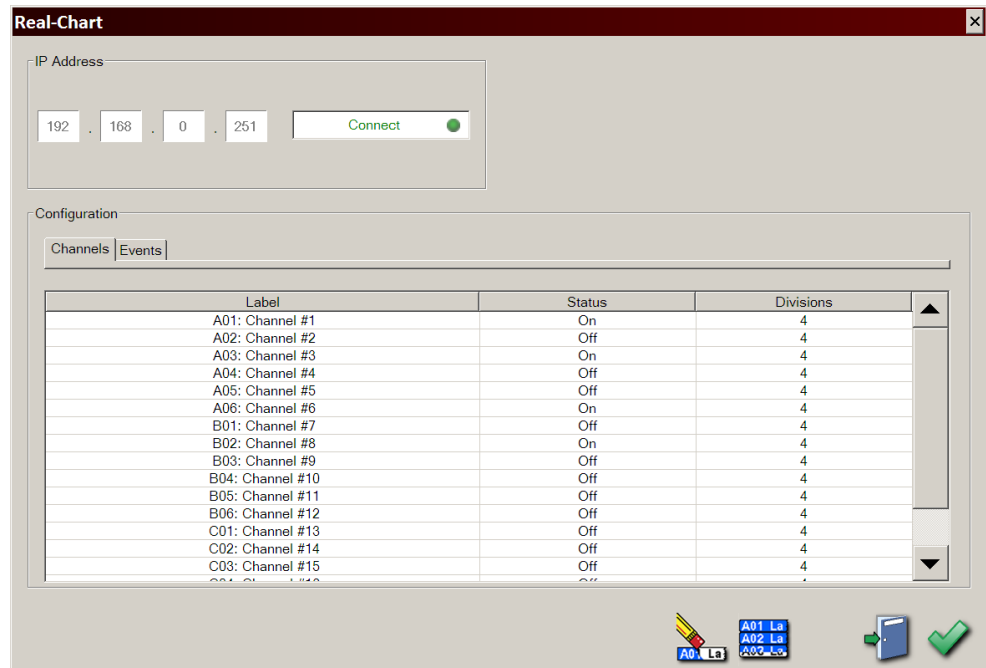 Real-Chart
IP Address
192 . 168 . 0 . 251 Connect
Configuration
Channels Events
Label Status Divisions
A01: Channel #1 On 4
A02: Channel #2 Off 4
A03: Channel #3 On 4
A04: Channel #4 Off 4
A05: Channel #5 Off 4
A06: Channel #6 On 4
B01: Channel #7 Off 4
B02: Channel #8 On 4
B03: Channel #9 Off 4
B04: Channel #10 Off 4
B05: Channel #11 Off 4
B06: Channel #12 Off 4
C01: Channel #13 Off 4
C02: Channel #14 Off 4
C03: Channel #15 Off 4
A01 La
A02 La